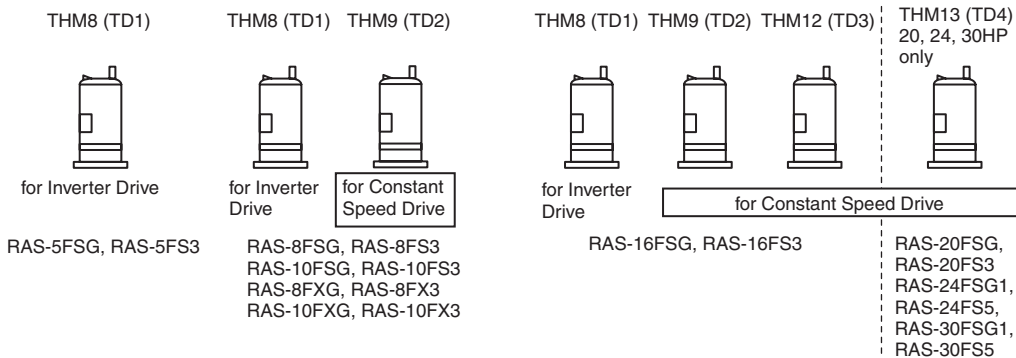 THM8 (TD1)
for Inverter Drive
RAS-5FSG, RAS-5FS3
THM8 (TD1)
THM9 (TD2)
for Inverter
Drive
for Constant
Speed Drive
RAS-8FSG, RAS-8FS3
RAS-10FSG, RAS-10FS3
RAS-8FXG, RAS-8FX3
RAS-10FXG, RAS-10FX3
THM8 (TD1)
THM9 (TD2)
THM12 (TD3)
THM13 (TD4)
20, 24, 30HP
only
for Inverter
Drive
for Constant Speed Drive
RAS-16FSG, RAS-16FS3
RAS-20FSG,
RAS-20FS3
RAS-24FSG1,
RAS-24FS5,
RAS-30FSG1,
RAS-30FS5